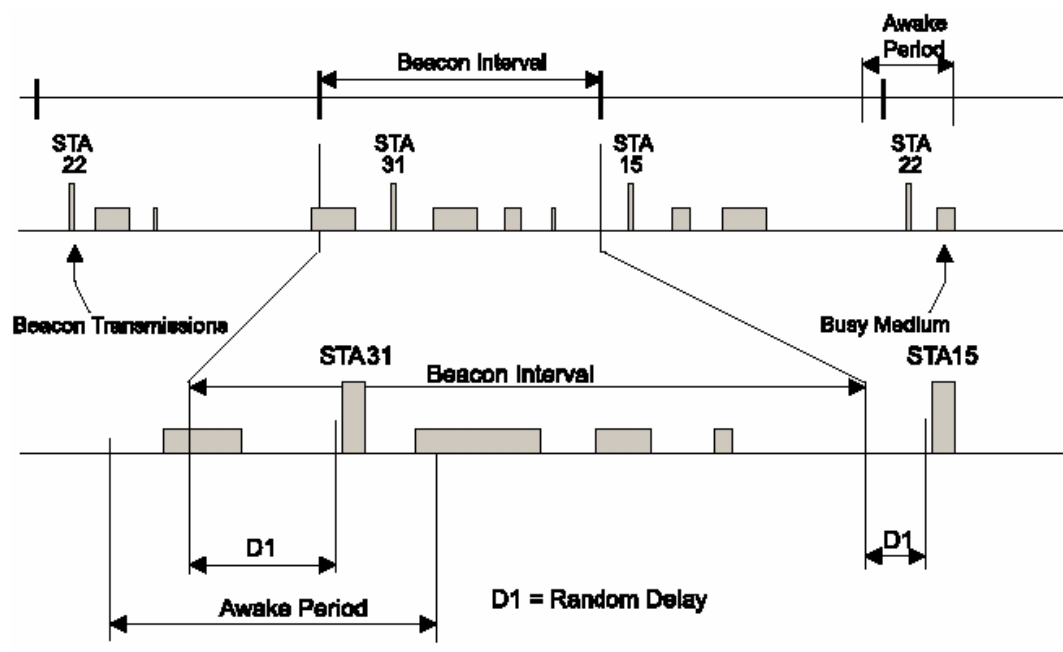 Awake
Period
Beacon Interval
STA
22
STA
31
STA
15
STA
22
Beacon Transmissions
Busy Medium
STA31
STA15
Beacon Interval
D1
D1
Awake Period
D1 = Random Delay